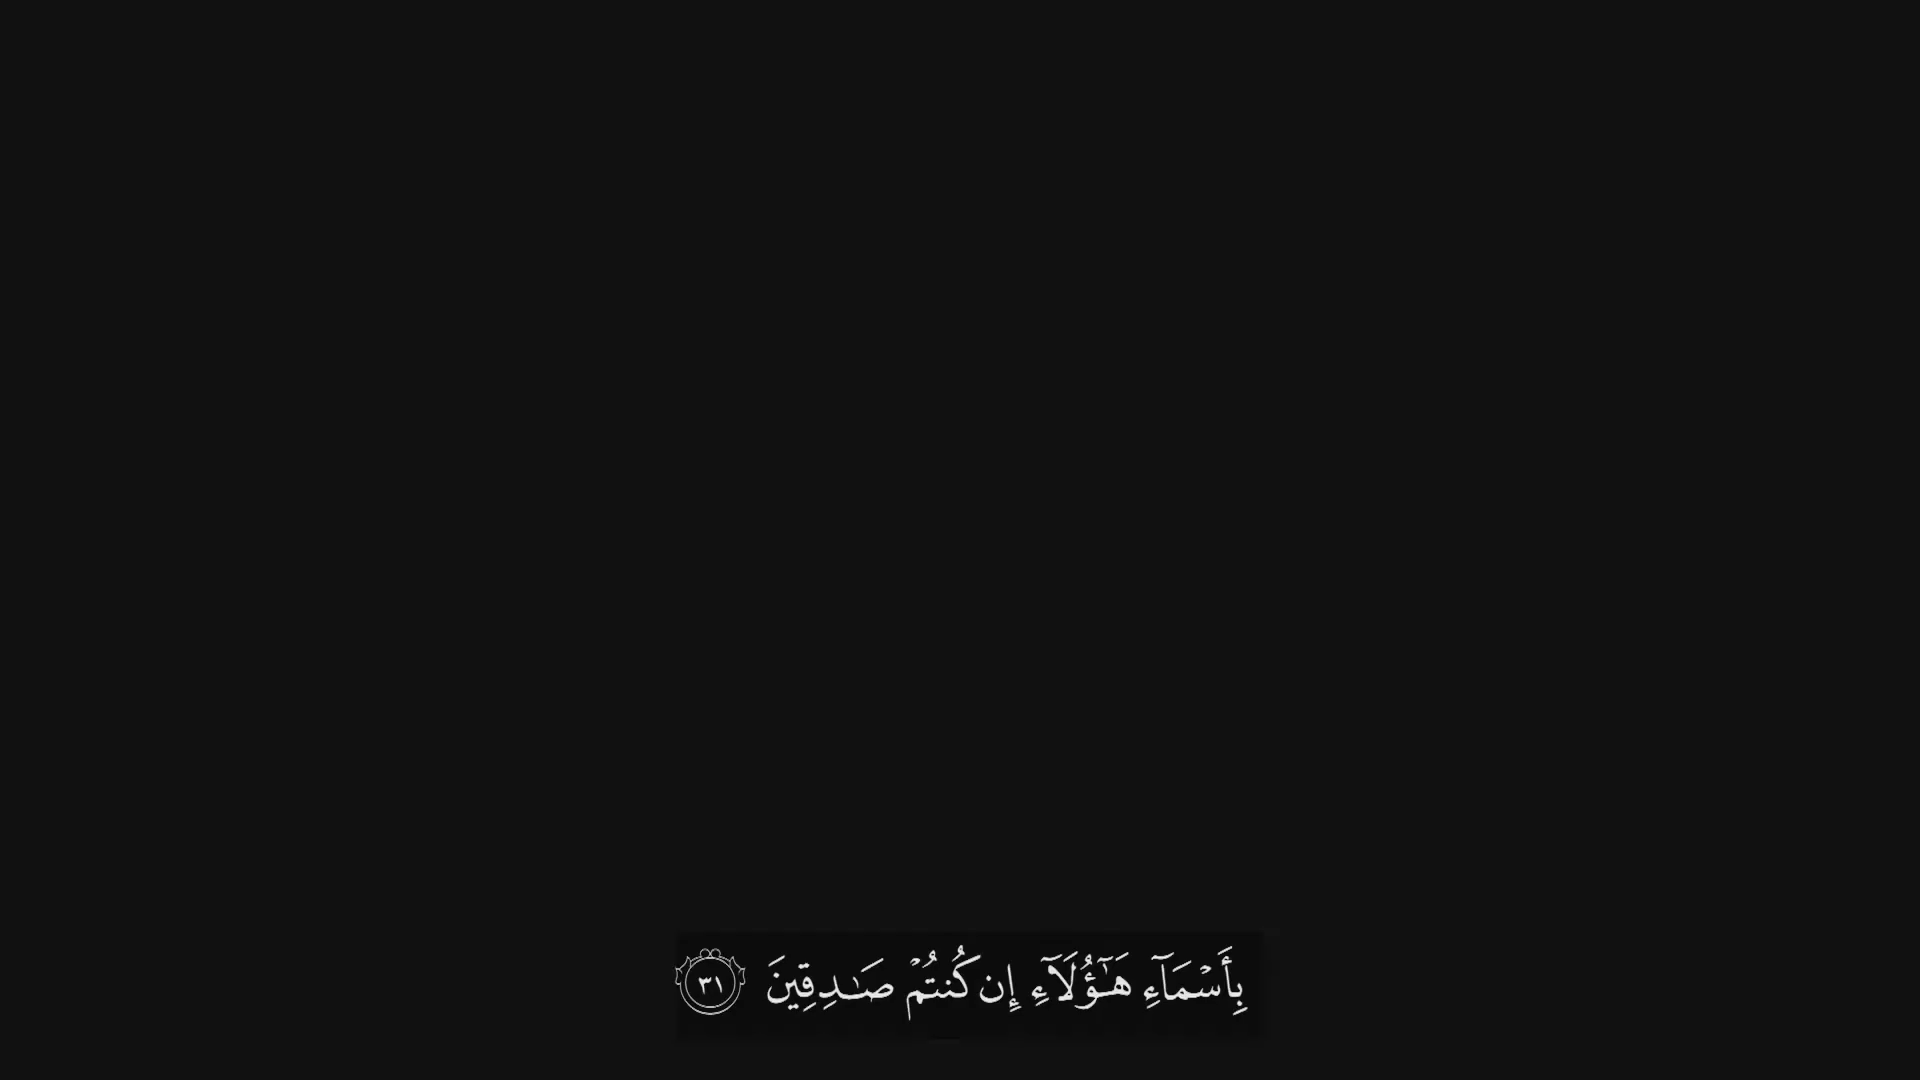 بِأَسْمَآءِ هَٰٓؤُلَآءِ إِن كُنتُمْ صَٰدِقِينَ ٣١